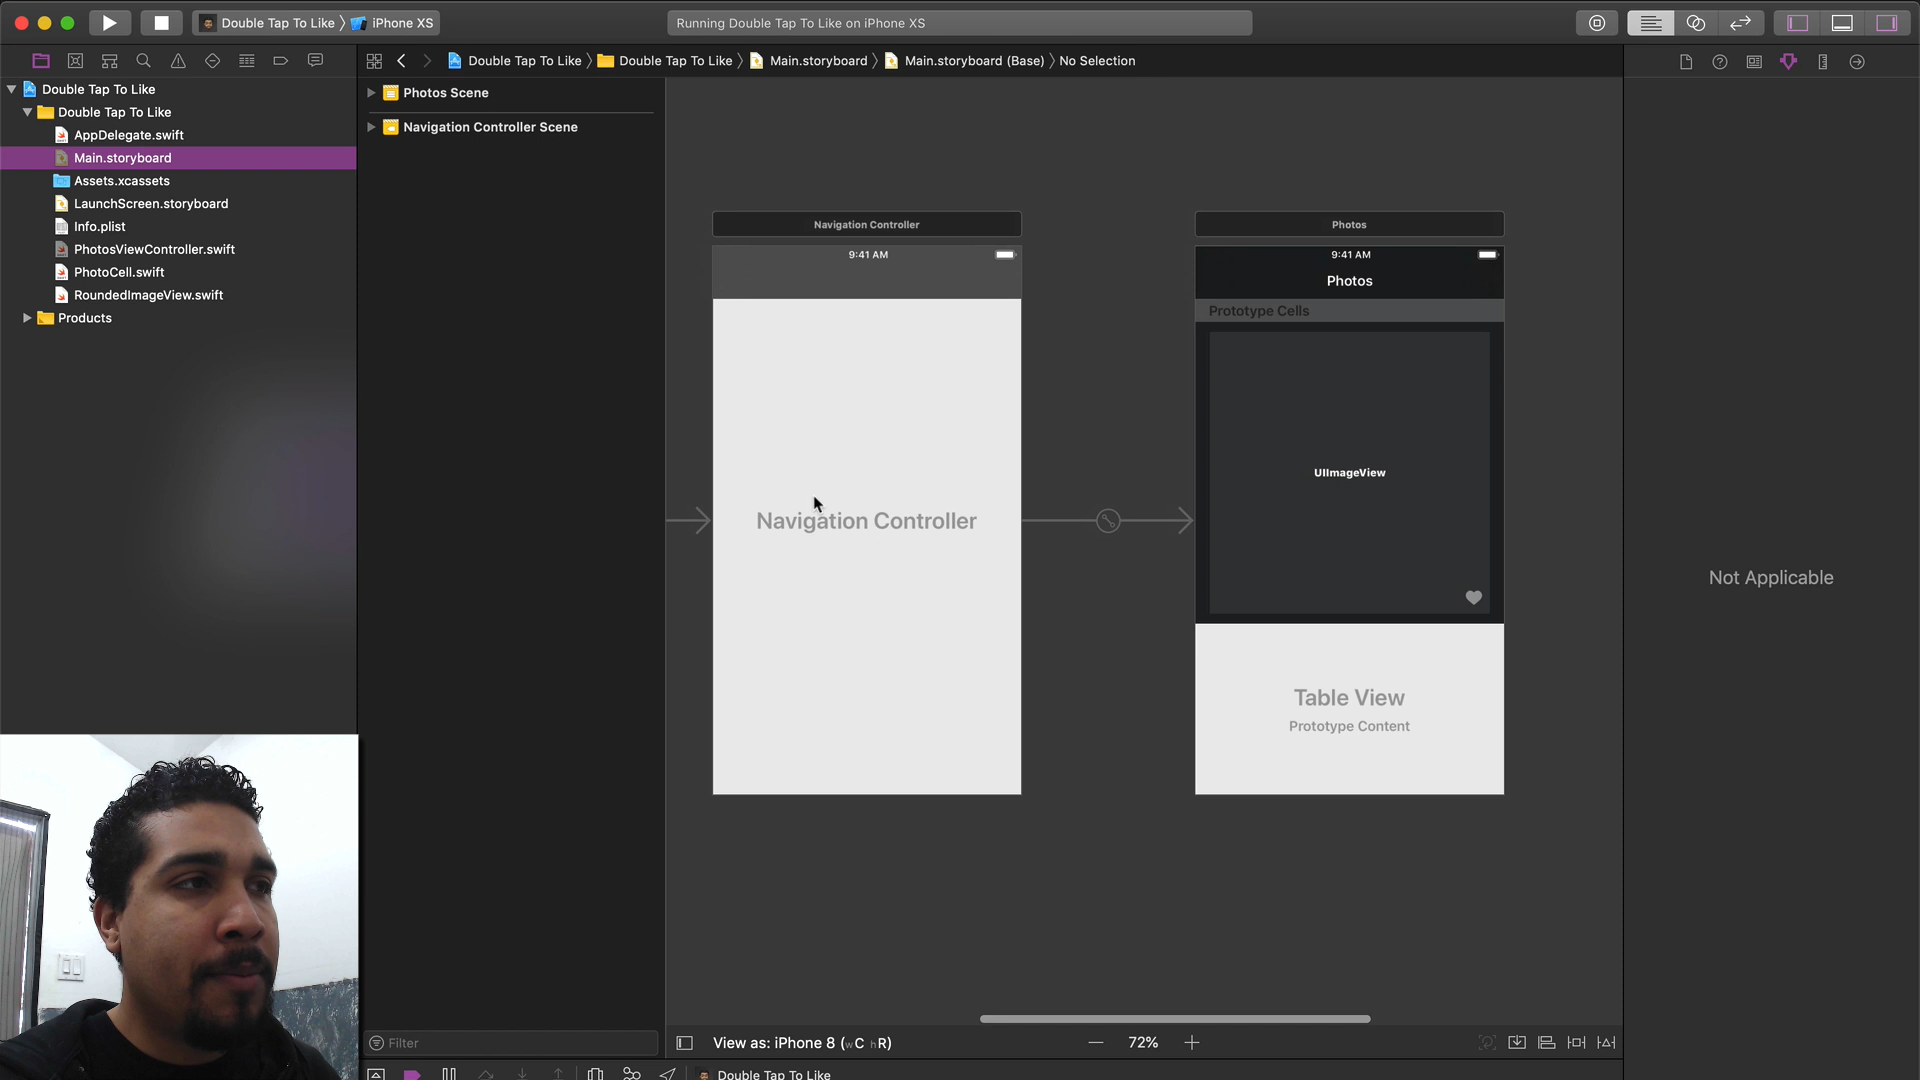 Double Tap To Like
iPhone XS
Running Double Tap To Like on iPhone XS
Double Tap To Like
Double Tap To Like
Main.storyboard
Main.storyboard (Base)
No Selection
Double Tap To Like
Double Tap To Like
AppDelegate.swift
Main.storyboard
Assets.xcassets
LaunchScreen.storyboard
Info.plist
PhotosViewController.swift
PhotoCell.swift
RoundedImageView.swift
Products
Photos Scene
Navigation Controller Scene
Navigation Controller
9:41 AM
Navigation Controller
Photos
9:41 AM
Photos
Prototype Cells
UIImageView
Table View
Prototype Content
Not Applicable
Filter
View as: iPhone 8 (wC hR)
72%
Double Tap To Like